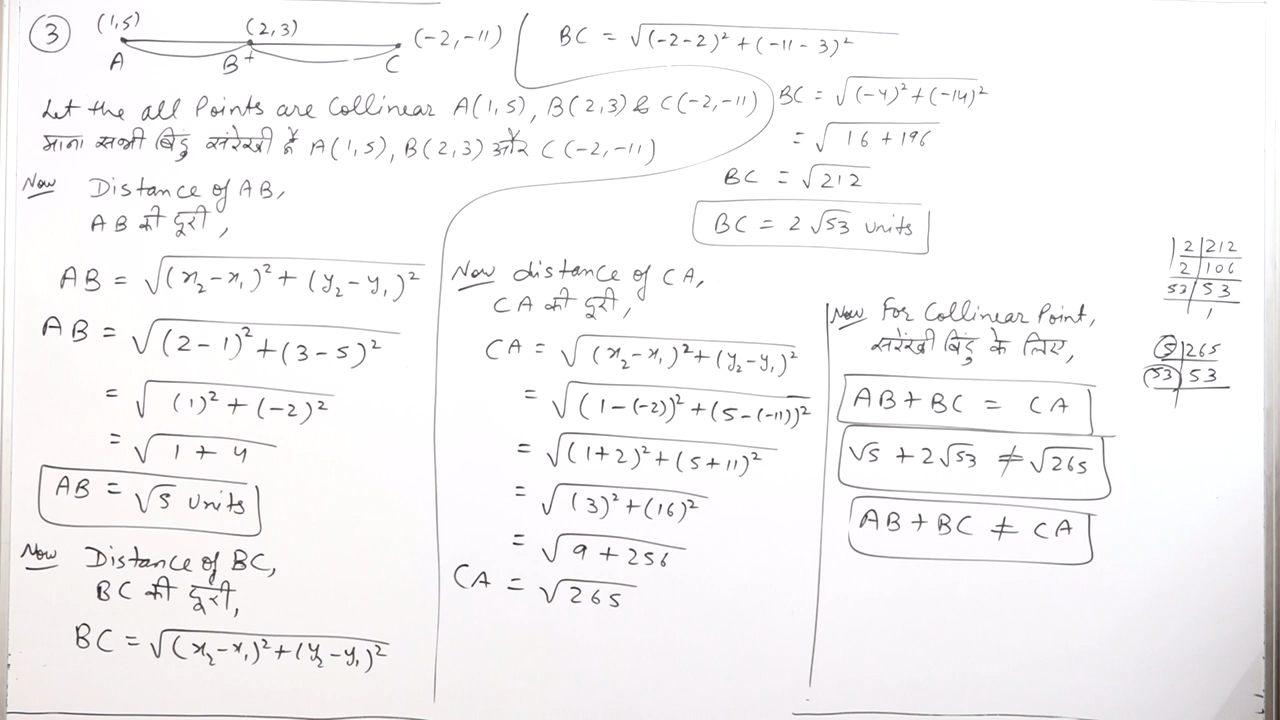 3 (1,5) (2,3) (-2,-11)
A B C
Let the all Points are Collinear A(1,5), B(2,3) & C(-2,-11)
माना सभी बिंदु संरेखी हैं A(1,5), B(2,3) और C(-2,-11)
Now Distance of AB,
AB की दूरी,
AB = √(x₂-x₁)² + (y₂-y₁)²
AB = √(2-1)² + (3-5)²
= √(1)² + (-2)²
= √1+4
AB = √5 units
Now Distance of BC,
BC की दूरी,
BC = √(x₂-x₁)² + (y₂-y₁)²
BC = √(-2-2)² + (-11-3)²
BC = √(-4)² + (-14)²
= √16+196
BC = √212
BC = 2√53 units
Now distance of CA,
CA की दूरी,
CA = √(x₂-x₁)² + (y₂-y₁)²
= √(1-(-2))² + (5-(-11))²
= √(1+2)² + (5+11)²
= √(3)² + (16)²
= √9+256
CA = √265
Now For Collinear Point,
सरेंखी बिंदु के लिए,
AB + BC = CA
√5 + 2√53 ≠ √265
AB + BC ≠ CA
2 212
2 106
53 53
1
5 265
53 53
1